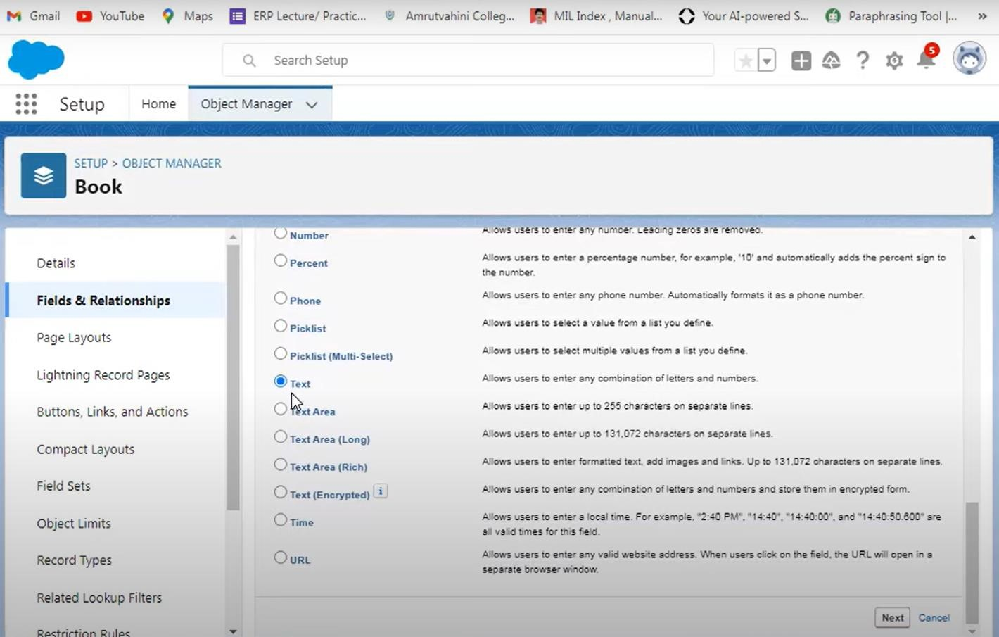 Gmail YouTube Maps ERP Lecture/ Practic... Amrutvahini Colleg... MIL Index , Manual... Your AI-powered S... Paraphrasing Tool |... »
Search Setup
5
Setup Home Object Manager
SETUP > OBJECT MANAGER
Book
Details
Fields & Relationships
Page Layouts
Lightning Record Pages
Buttons, Links, and Actions
Compact Layouts
Field Sets
Object Limits
Record Types
Related Lookup Filters
Restriction Rules
Number Allows users to enter any number. Leading zeros are removed.
Percent Allows users to enter a percentage number, for example, '10' and automatically adds the percent sign to
the number.
Phone Allows users to enter any phone number. Automatically formats it as a phone number.
Picklist Allows users to select a value from a list you define.
Picklist (Multi-Select) Allows users to select multiple values from a list you define.
Text Allows users to enter any combination of letters and numbers.
Text Area Allows users to enter up to 255 characters on separate lines.
Text Area (Long) Allows users to enter up to 131,072 characters on separate lines.
Text Area (Rich) Allows users to enter formatted text, add images and links. Up to 131,072 characters on separate lines.
Text (Encrypted) i Allows users to enter any combination of letters and numbers and store them in encrypted form.
Time Allows users to enter a local time. For example, "2:40 PM", "14:40", "14:40:00", and "14:40:50.600" are
all valid times for this field.
URL Allows users to enter any valid website address. When users click on the field, the URL will open in a
separate browser window.
Next Cancel